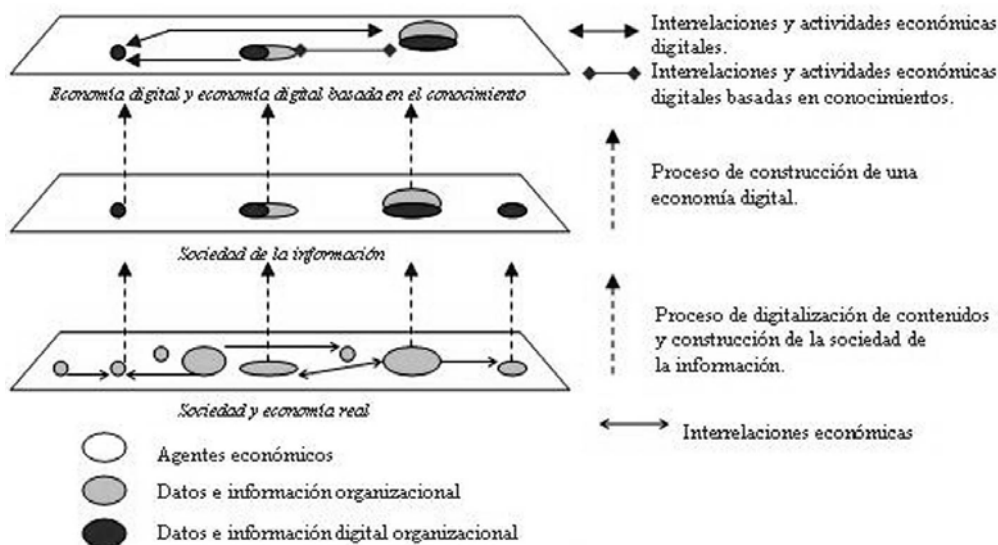 Interrelaciones y actividades económicas
digitales.
Interrelaciones y actividades económicas
digitales basadas en conocimientos.
Economía digital y economía digital basada en el conocimiento
Proceso de construcción de una
economía digital.
Sociedad de la información
Proceso de digitalización de contenidos
y construcción de la sociedad de
la información.
Sociedad y economía real
Interrelaciones económicas
Agentes económicos
Datos e información organizacional
Datos e información digital organizacional